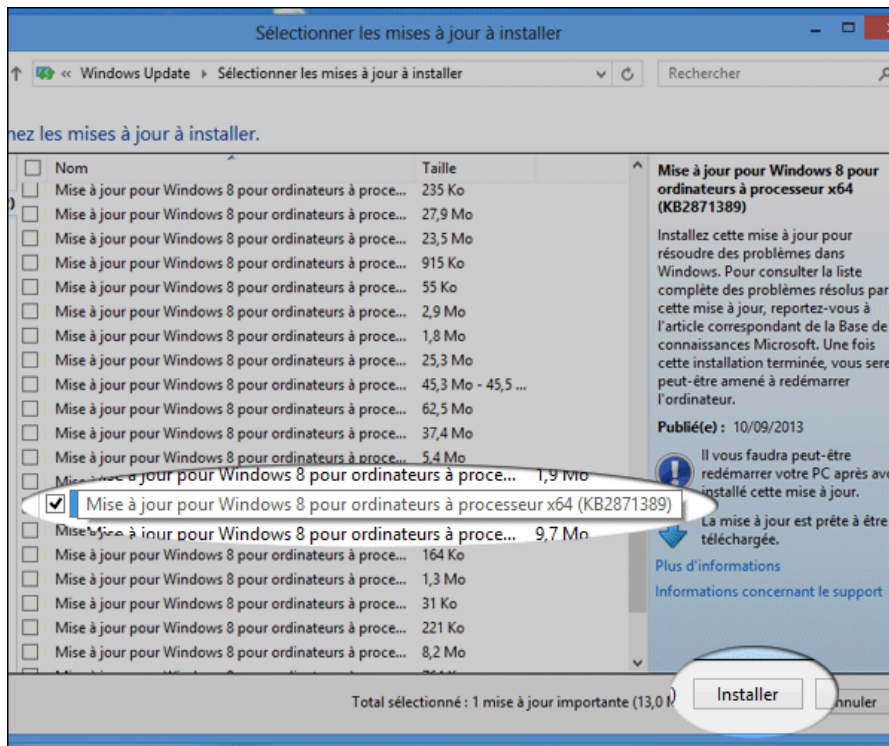 Sélectionner les mises à jour à installer
« Windows Update Sélectionner les mises à jour à installer Rechercher
nez les mises à jour à installer.
Nom Taille
Mise à jour pour Windows 8 pour ordinateurs à proce... 235 Ko
Mise à jour pour Windows 8 pour ordinateurs à proce... 27,9 Mo
Mise à jour pour Windows 8 pour ordinateurs à proce... 23,5 Mo
Mise à jour pour Windows 8 pour ordinateurs à proce... 915 Ko
Mise à jour pour Windows 8 pour ordinateurs à proce... 55 Ko
Mise à jour pour Windows 8 pour ordinateurs à proce... 2,9 Mo
Mise à jour pour Windows 8 pour ordinateurs à proce... 1,8 Mo
Mise à jour pour Windows 8 pour ordinateurs à proce... 25,3 Mo
Mise à jour pour Windows 8 pour ordinateurs à proce... 45,3 Mo - 45,5 ...
Mise à jour pour Windows 8 pour ordinateurs à proce... 62,5 Mo
Mise à jour pour Windows 8 pour ordinateurs à proce... 37,4 Mo
Mise à jour pour Windows 8 pour ordinateurs à proce... 5,4 Mo
Mise à jour pour Windows 8 pour ordinateurs à proce... 1,9 Mo
Mise à jour pour Windows 8 pour ordinateurs à processeur x64 (KB2871389)
Mise à jour pour Windows 8 pour ordinateurs à proce... 9,7 Mo
Mise à jour pour Windows 8 pour ordinateurs à proce... 164 Ko
Mise à jour pour Windows 8 pour ordinateurs à proce... 1,3 Mo
Mise à jour pour Windows 8 pour ordinateurs à proce... 31 Ko
Mise à jour pour Windows 8 pour ordinateurs à proce... 221 Ko
Mise à jour pour Windows 8 pour ordinateurs à proce... 8,2 Mo
Mise à jour pour Windows 8 pour
ordinateurs à processeur x64
(KB2871389)
Installez cette mise à jour pour
résoudre des problèmes dans
Windows. Pour consulter la liste
complète des problèmes résolus par
cette mise à jour, reportez-vous à
l'article correspondant de la Base de
connaissances Microsoft. Une fois
cette installation terminée, vous sere
peut-être amené à redémarrer
l'ordinateur.
Publié(e) : 10/09/2013
Il vous faudra peut-être
redémarrer votre PC après avo
installé cette mise à jour.
La mise à jour est prête à être
téléchargée.
Plus d'informations
Informations concernant le support
Total sélectionné : 1 mise à jour importante (13,0 M Installer nnuler